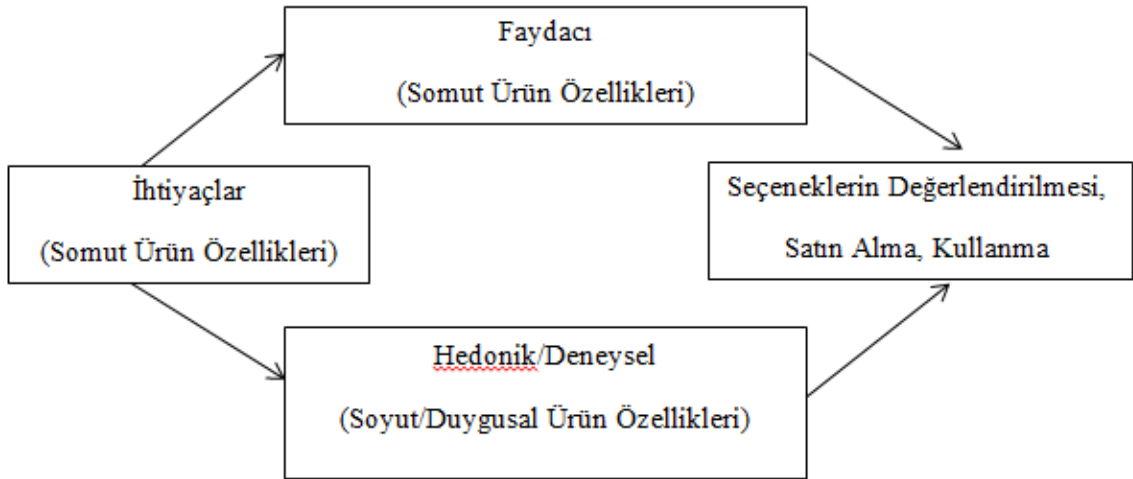 Faydacı
(Somut Ürün Özellikleri)
İhtiyaçlar
(Somut Ürün Özellikleri)
Seçeneklerin Değerlendirilmesi,
Satın Alma, Kullanma
Hedonik/Deneysel
(Soyut/Duygusal Ürün Özellikleri)